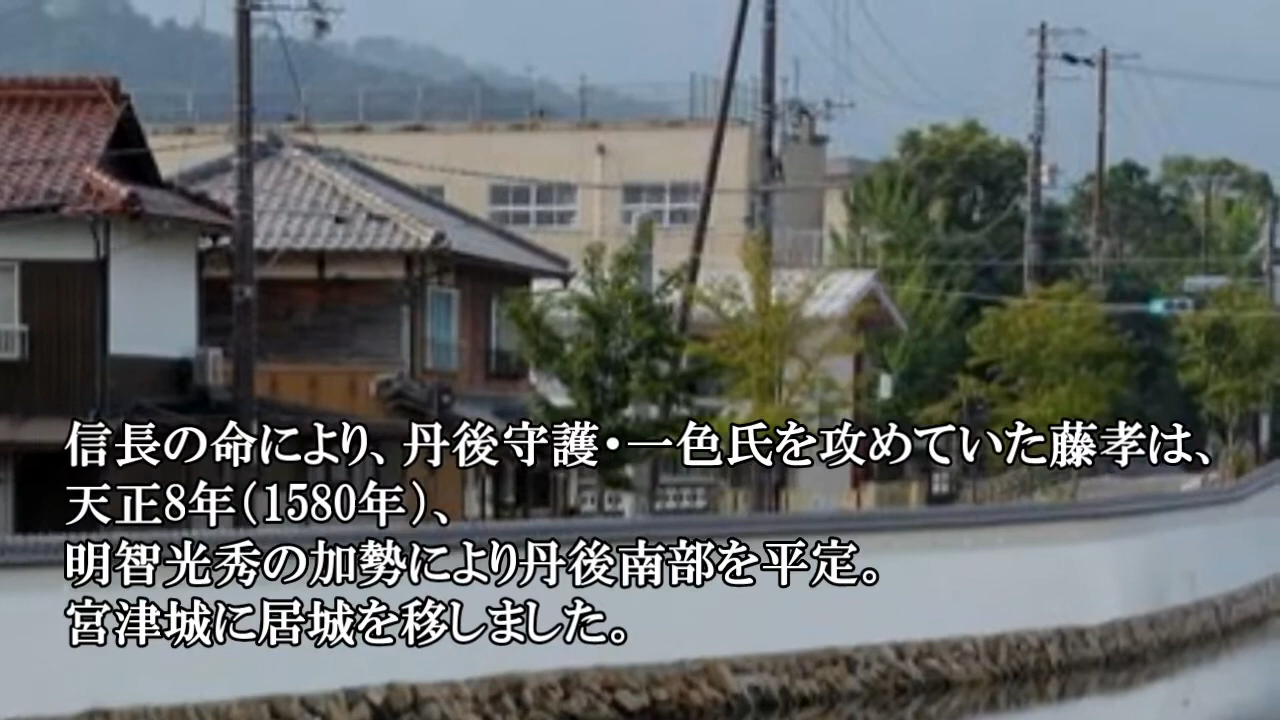 信長の命により、丹後守護・一色氏を攻めていた藤孝は、
天正8年（1580年）、
明智光秀の加勢により丹後南部を平定。
宮津城に居城を移しました。